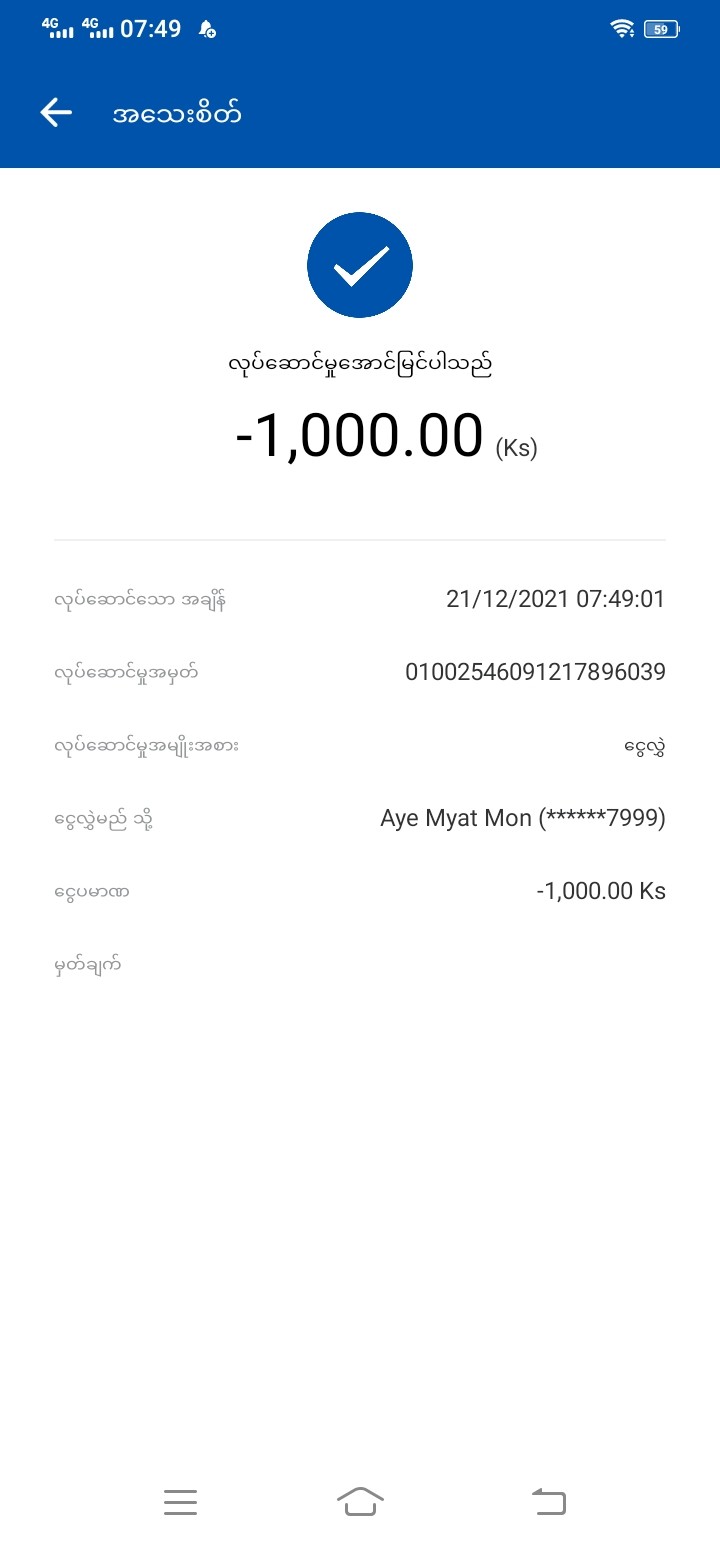 4G 4G 07:49 59
အသေးစိတ်
လုပ်ဆောင်မှုအောင်မြင်ပါသည်
-1,000.00 (Ks)
လုပ်ဆောင်သော အချိန် 21/12/2021 07:49:01
လုပ်ဆောင်မှုအမှတ် 01002546091217896039
လုပ်ဆောင်မှုအမျိုးအစား ငွေလွှဲ
ငွေလွှဲမည် သို့ Aye Myat Mon (******7999)
ငွေပမာဏ -1,000.00 Ks
မှတ်ချက်